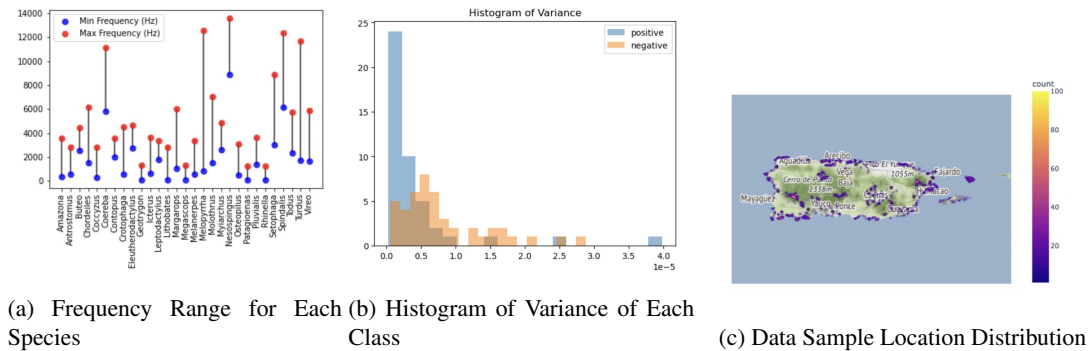 Min Frequency (Hz)
Max Frequency (Hz)
14000
12000
10000
8000
6000
4000
2000
0
Amazona
Antrostomus
Buteo
Chordeiles
Coccyzus
Coereba
Contopus
Crotophaga
Eleutherodactylus
Geotrygon
Icterus
Leptodactylus
Lithobates
Margarops
Megascops
Melanerpes
Melopyrrha
Molothrus
Myiarchus
Nesospingus
Osteopilus
Patagioenas
Pluvialis
Rhinella
Setophaga
Spindalis
Todus
Turdus
Vireo
(a) Frequency Range for Each
Species
Histogram of Variance
positive
negative
25
20
15
10
5
0
0.0
0.5
1.0
1.5
2.0
2.5
3.0
3.5
4.0
1e−5
(b) Histogram of Variance of Each
Class
count
100
80
60
40
20
Aguadilla
Arecibo
1055m
Fajardo
Vega
Baja
Cerro de Punta
1338m
Mayaguez
Yauco
Ponce
(c) Data Sample Location Distribution